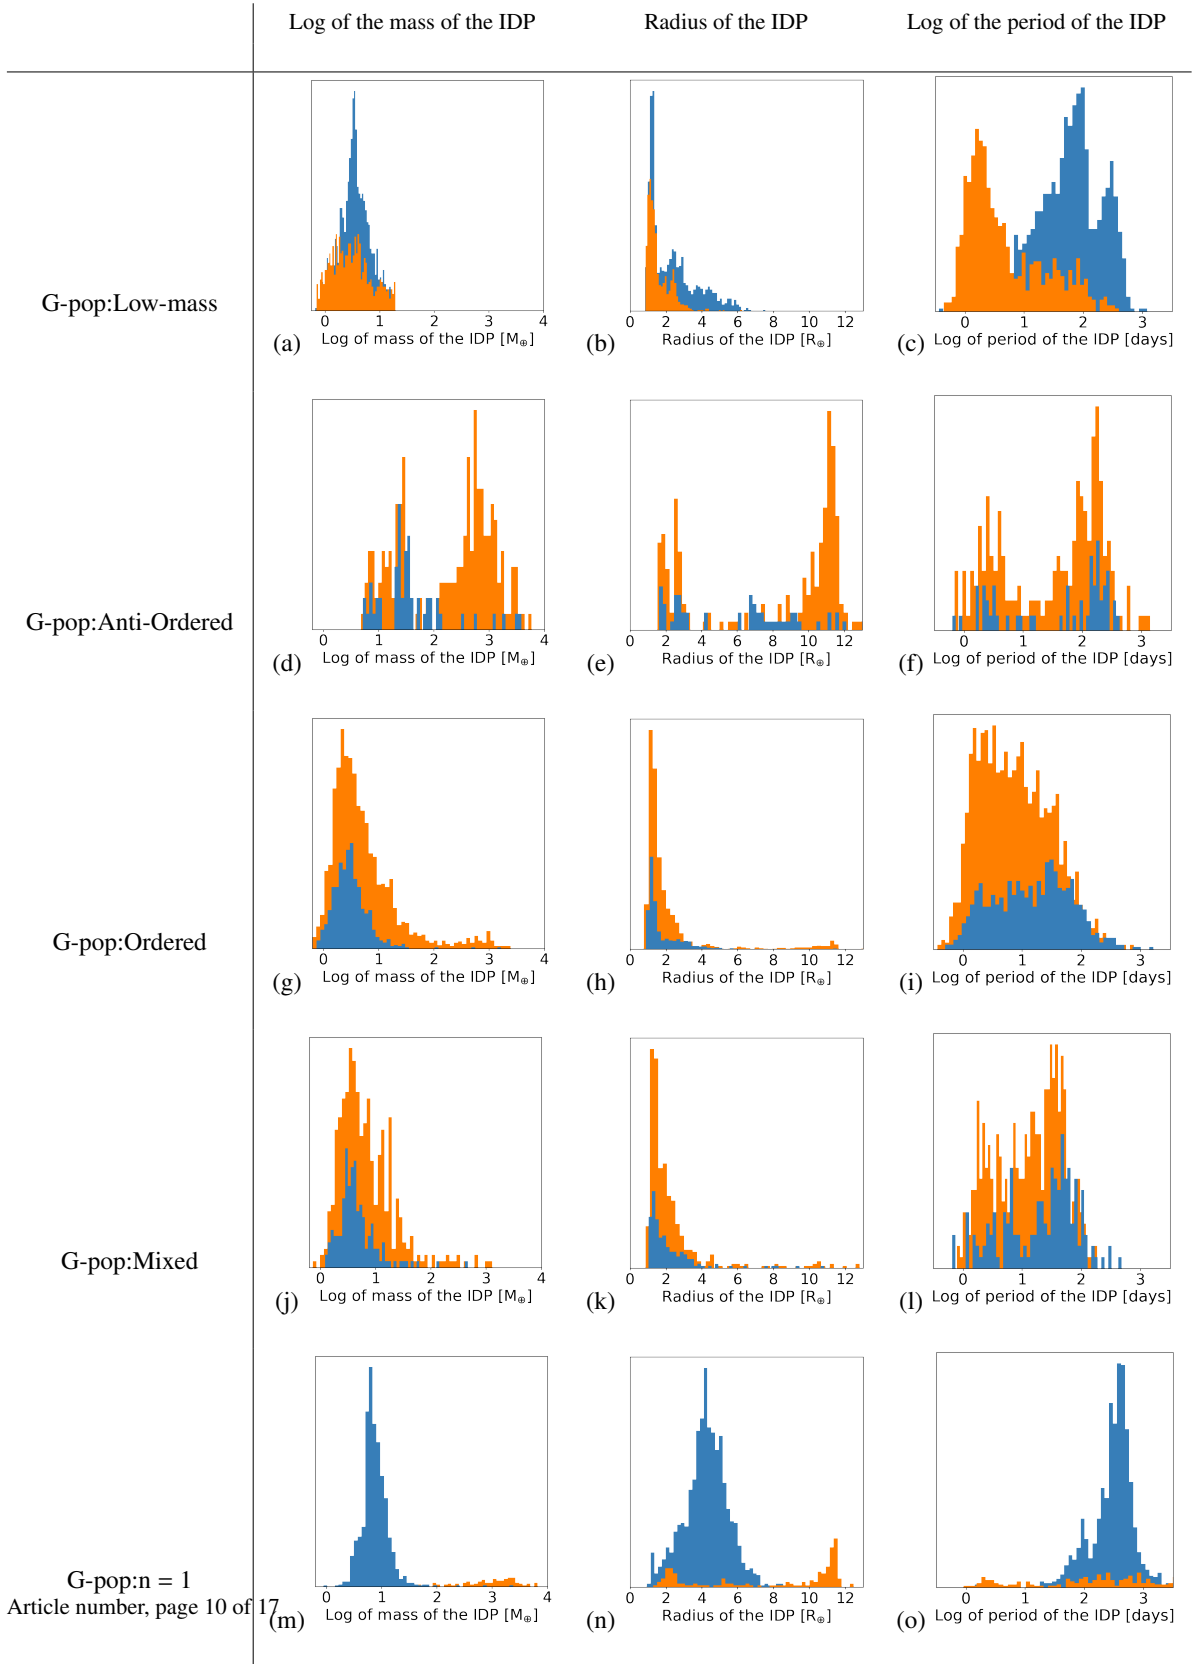 Log of the mass of the IDP Radius of the IDP Log of the period of the IDP
G-pop:Low-mass
0 1 2 3 4
(a) Log of mass of the IDP [M⊕]
0 2 4 6 8 10 12
(b) Radius of the IDP [R⊕]
0 1 2 3
(c) Log of period of the IDP [days]
G-pop:Anti-Ordered
0 1 2 3 4
(d) Log of mass of the IDP [M⊕]
0 2 4 6 8 10 12
(e) Radius of the IDP [R⊕]
0 1 2 3
(f) Log of period of the IDP [days]
G-pop:Ordered
0 1 2 3 4
(g) Log of mass of the IDP [M⊕]
0 2 4 6 8 10 12
(h) Radius of the IDP [R⊕]
0 1 2 3
(i) Log of period of the IDP [days]
G-pop:Mixed
0 1 2 3 4
(j) Log of mass of the IDP [M⊕]
0 2 4 6 8 10 12
(k) Radius of the IDP [R⊕]
0 1 2 3
(l) Log of period of the IDP [days]
G-pop:n = 1
0 1 2 3 4
(m) Log of mass of the IDP [M⊕]
0 2 4 6 8 10 12
(n) Radius of the IDP [R⊕]
0 1 2 3
(o) Log of period of the IDP [days]
Article number, page 10 of 17